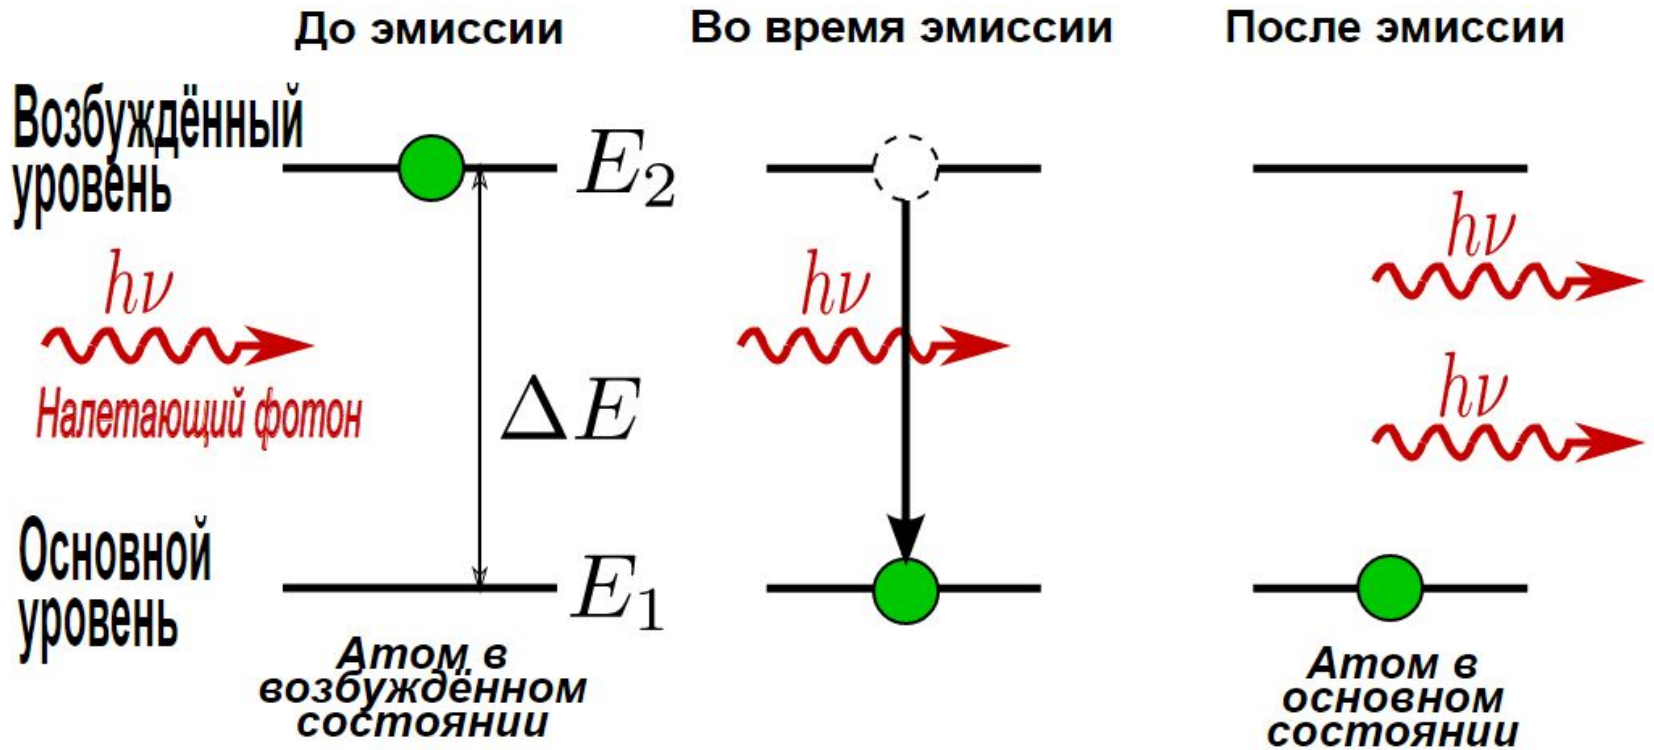 До эмиссии
Во время эмиссии
После эмиссии
Возбуждённый
уровень
E₂
hν
hν
hν
Налетающий фотон
ΔE
hν
Основной
уровень
E₁
Атом в
возбуждённом
состоянии
Атом в
основном
состоянии